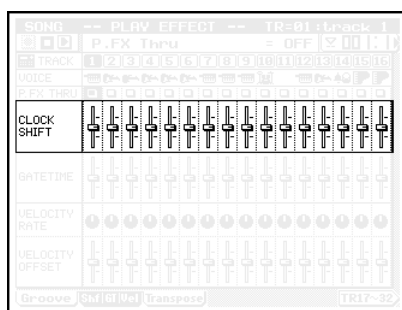 SONG -- PLAY EFFECT -- TR=01:track 1
P.FX Thru = OFF
TRACK 1 2 3 4 5 6 7 8 9 10 11 12 13 14 15 16
VOICE
P.FX THRU
CLOCK
SHIFT
GATETIME
VELOCITY
RATE
VELOCITY
OFFSET
Groove Shf|Gl|Vel Transpose TR17~32